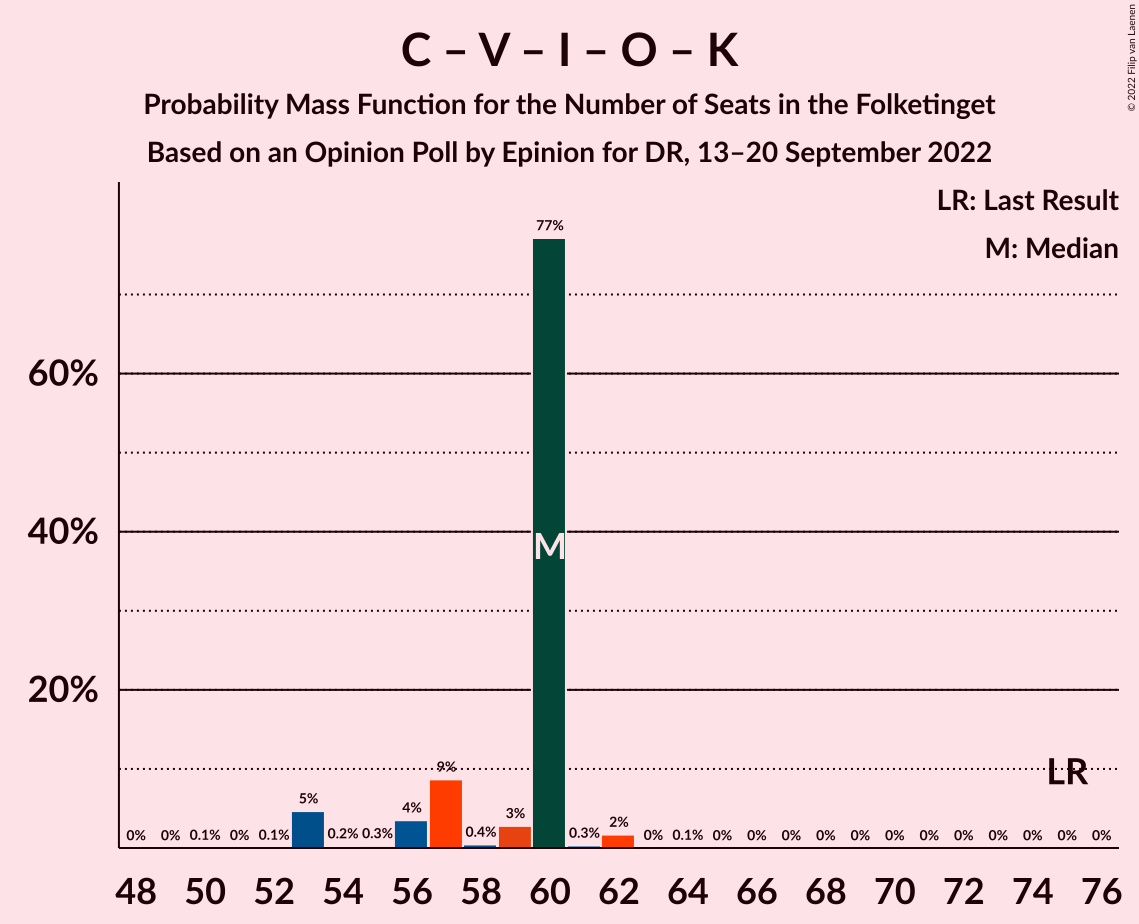 C – V – I – O – K
Probability Mass Function for the Number of Seats in the Folketinget
Based on an Opinion Poll by Epinion for DR, 13–20 September 2022
© 2022 Filip van Laenen
LR: Last Result
M: Median
60%
40%
20%
0% 0% 0.1% 0% 0.1% 5% 0.2% 0.3% 4% 9% 0.4% 3% 77% 0.3% 2% 0% 0.1% 0% 0% 0% 0% 0% 0% 0% 0% 0% 0% 0% 0%
M
LR
48 50 52 54 56 58 60 62 64 66 68 70 72 74 76